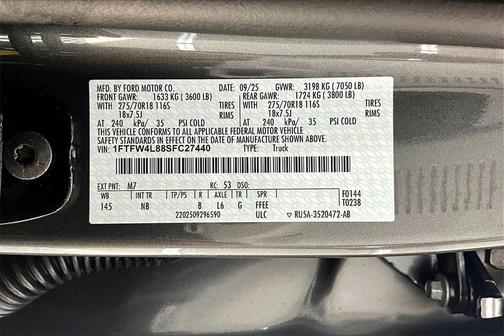 MFD. BY FORD MOTOR CO. DATE: 09/25 GVWR: 3198 KG ( 7050 LB)
FRONT GAWR: 1633 KG ( 3600 LB) REAR GAWR: 1724 KG ( 3800 LB)
275/70R18 116S TIRES 275/70R18 116S TIRES
18x7.5J RIMS 18x7.5J RIMS
AT 240 kPa/ 35 PSI COLD AT 240 kPa/ 35 PSI COLD
THIS VEHICLE CONFORMS TO ALL APPLICABLE FEDERAL MOTOR VEHICLE
SAFETY STANDARDS IN EFFECT ON THE DATE OF MANUFACTURE SHOWN ABOVE.
VIN: 1FTFW4L88SFC27440 TYPE: Truck
EXT PNT: M7 RC: 53 DSO:
WB INT TR TP/PS R AXLE TR SPR F0144
145 NB 8 L6 G FFEE T0238
2202509296590 ULC RU5A-3520472-AB